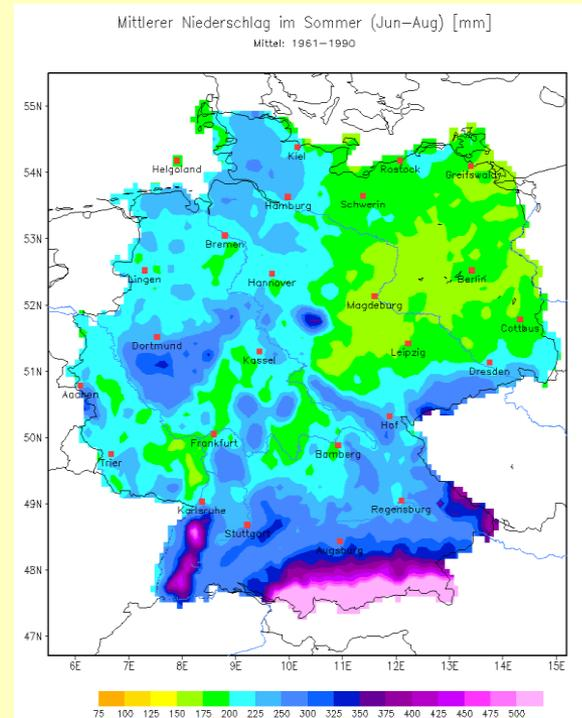 Mittlerer Niederschlag im Sommer (Jun-Aug) [mm]
Mittel: 1961-1990
55N
54N
53N
52N
51N
50N
49N
48N
47N
Helgoland
Kiel
Rostock
Greifswald
Hamburg
Schwerin
Bremen
Lingen
Hannover
Berlin
Magdeburg
Cottbus
Dortmund
Kassel
Leipzig
Dresden
Aachen
Hof
Frankfurt
Trier
Bamberg
Karlsruhe
Regensburg
Stuttgart
Augsburg
6E 7E 8E 9E 10E 11E 12E 13E 14E 15E
75 100 125 150 175 200 225 250 300 325 350 375 400 425 450 475 500